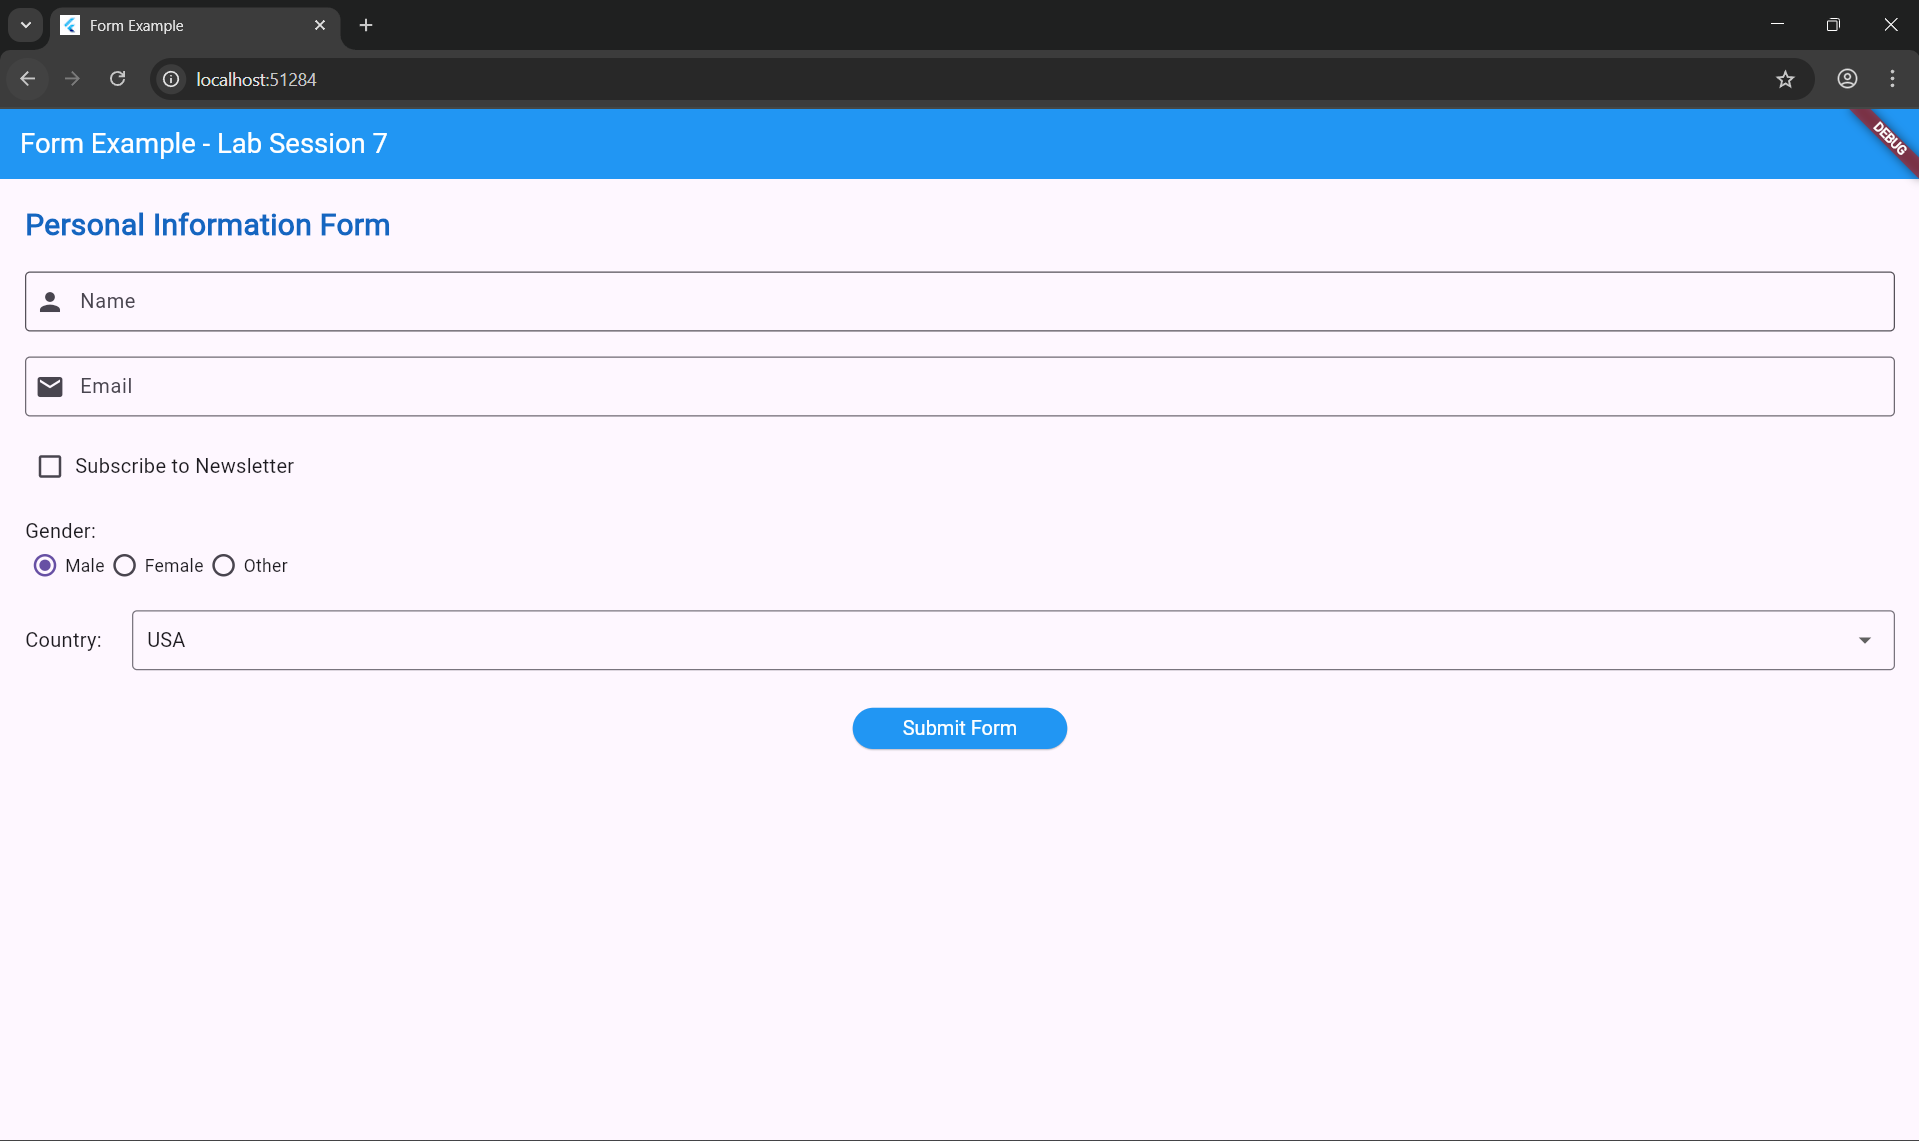 Form Example
localhost:51284
Form Example - Lab Session 7
DEBUG
Personal Information Form
Name
Email
Subscribe to Newsletter
Gender:
Male Female Other
Country: USA
Submit Form